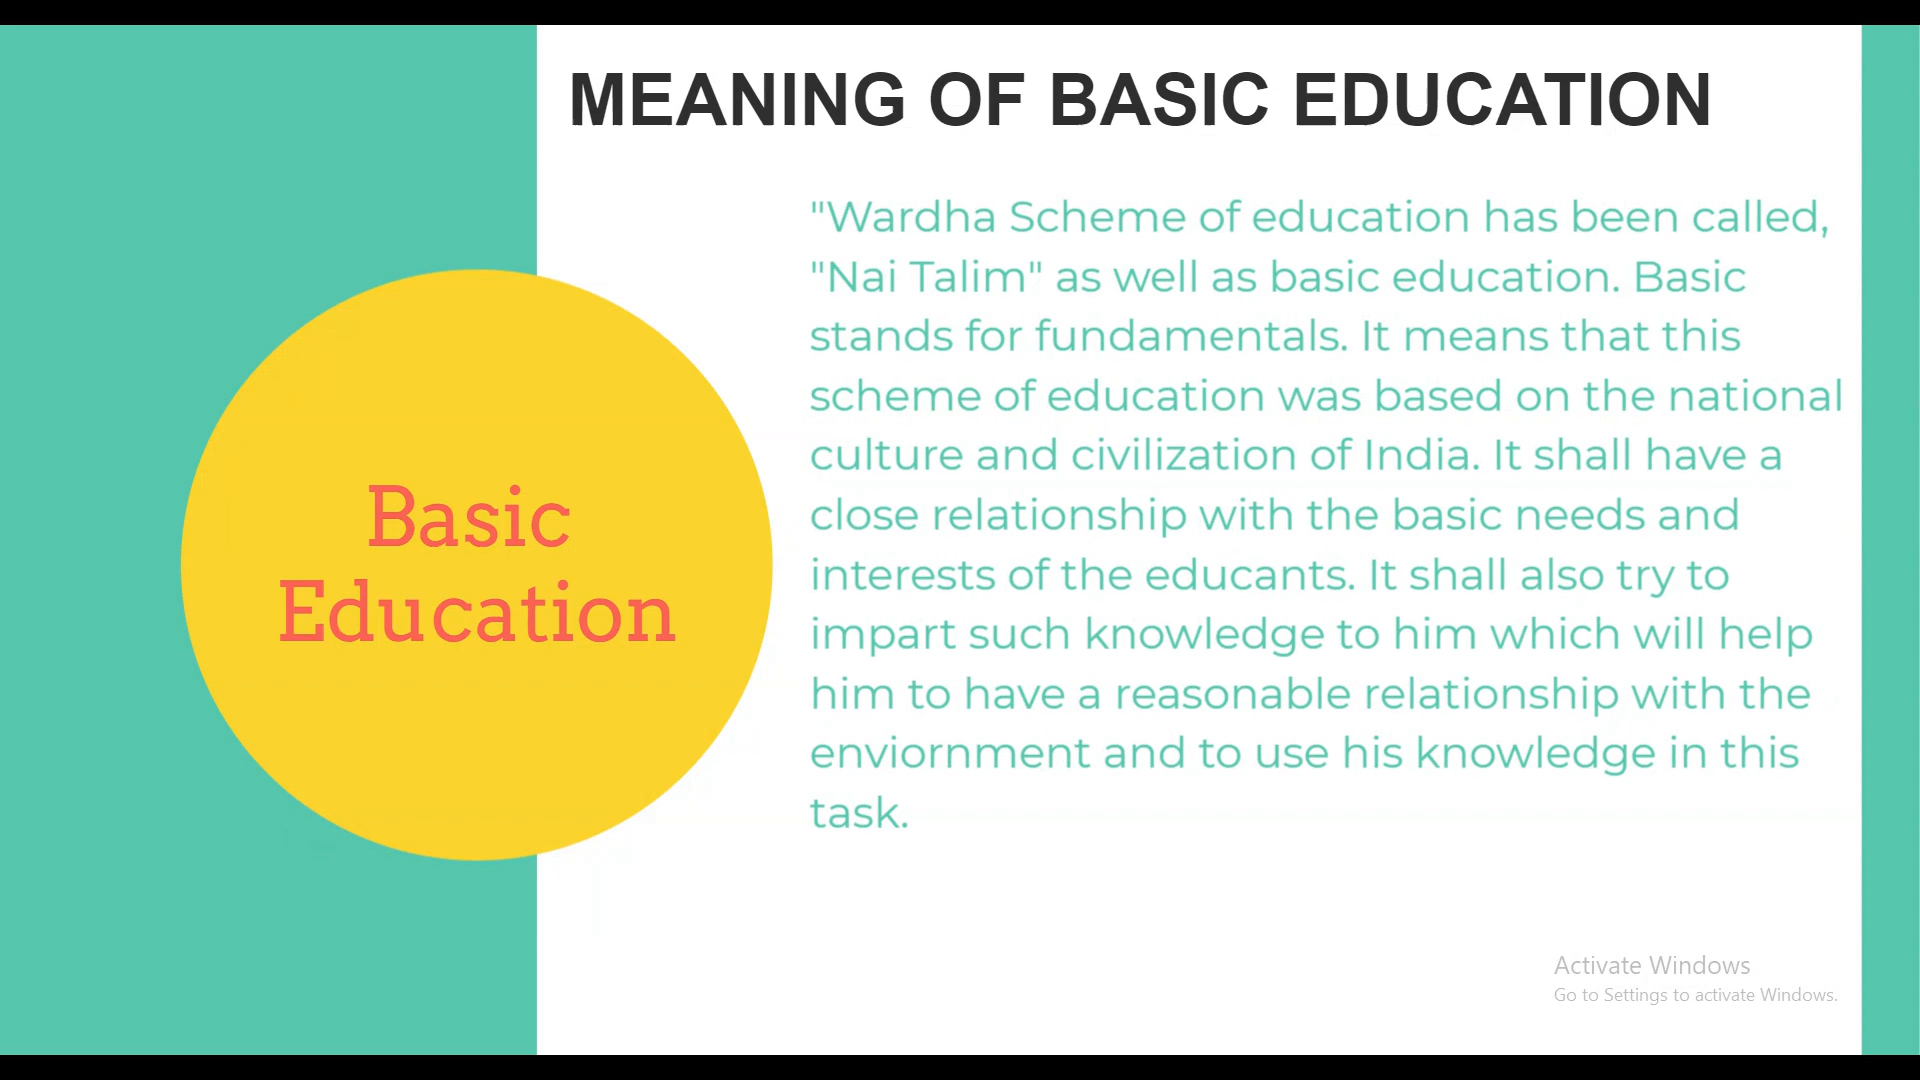 MEANING OF BASIC EDUCATION
Basic
Education
"Wardha Scheme of education has been called,
"Nai Talim" as well as basic education. Basic
stands for fundamentals. It means that this
scheme of education was based on the national
culture and civilization of India. It shall have a
close relationship with the basic needs and
interests of the educants. It shall also try to
impart such knowledge to him which will help
him to have a reasonable relationship with the
enviornment and to use his knowledge in this
task.
Activate Windows
Go to Settings to activate Windows.